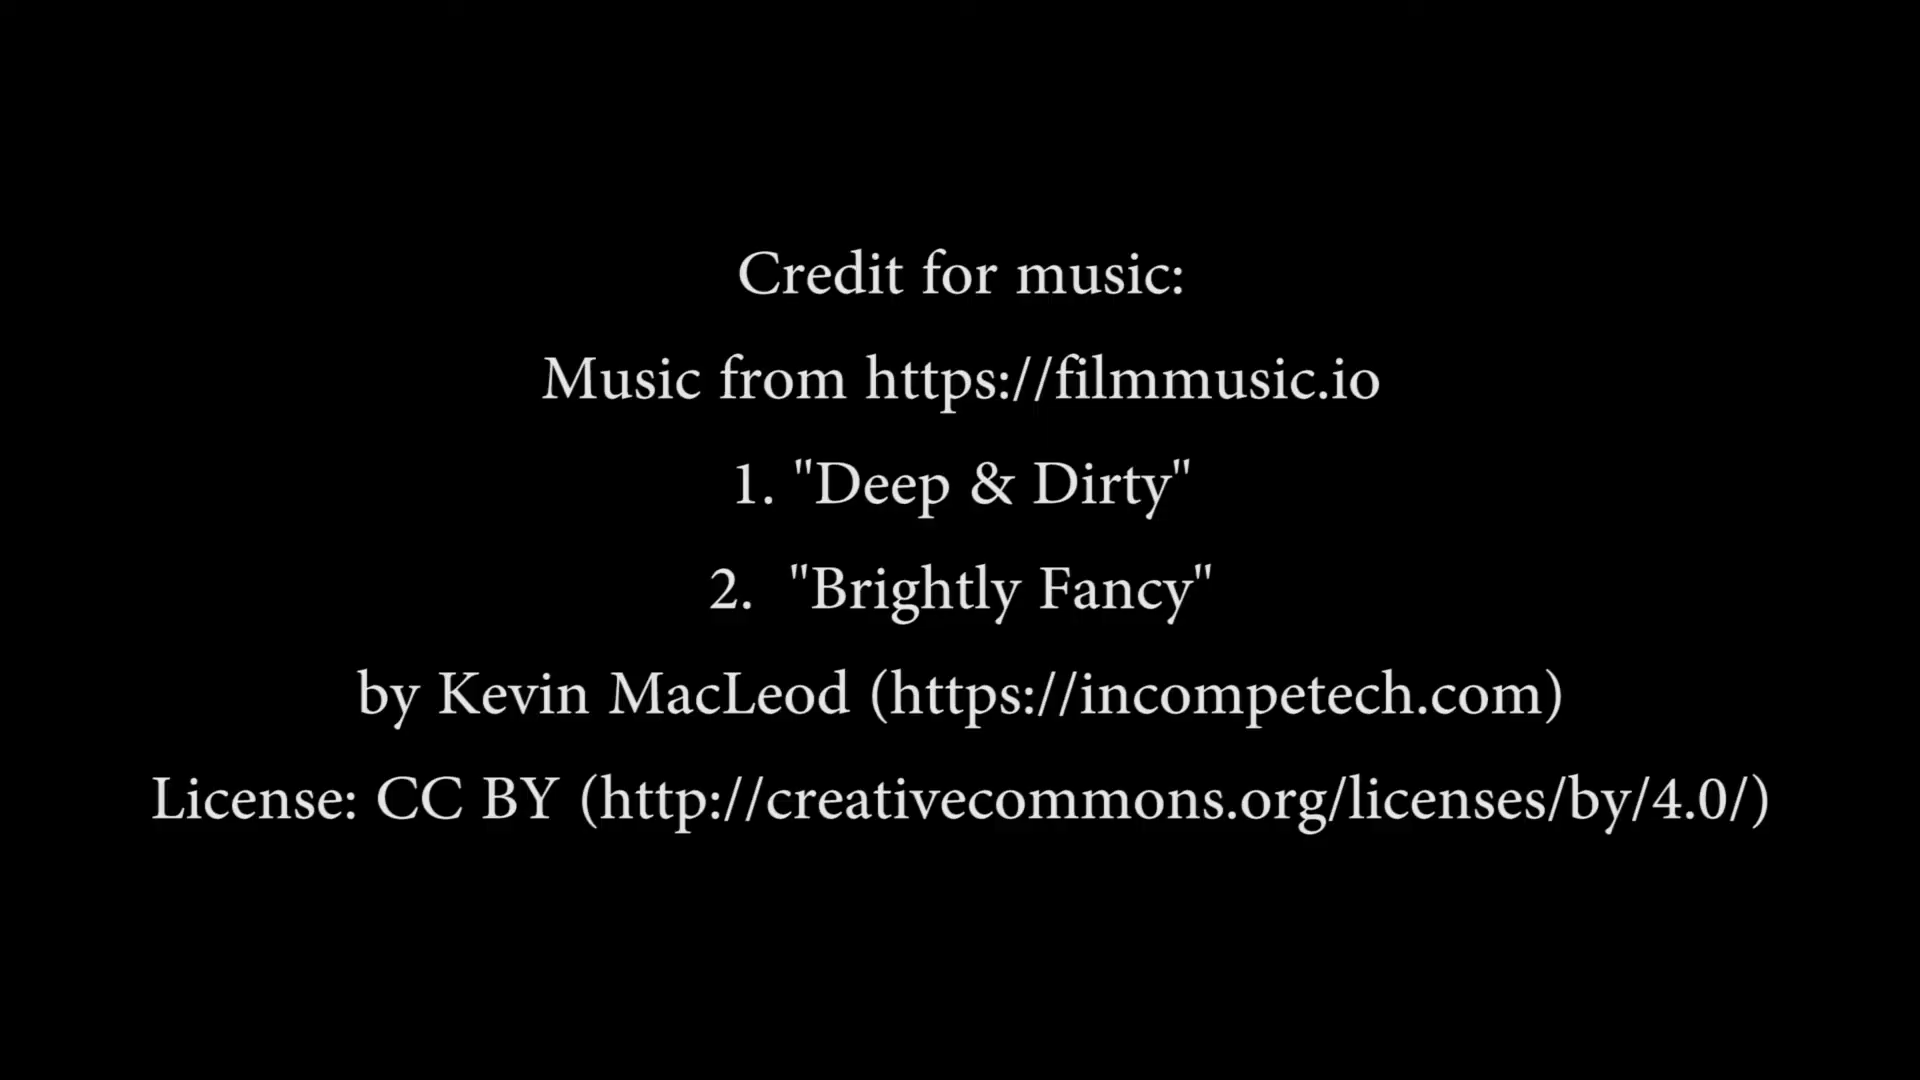 Credit for music:
Music from https://filmmusic.io
1. "Deep & Dirty"
2.  "Brightly Fancy"
by Kevin MacLeod (https://incompetech.com)
License: CC BY (http://creativecommons.org/licenses/by/4.0/)